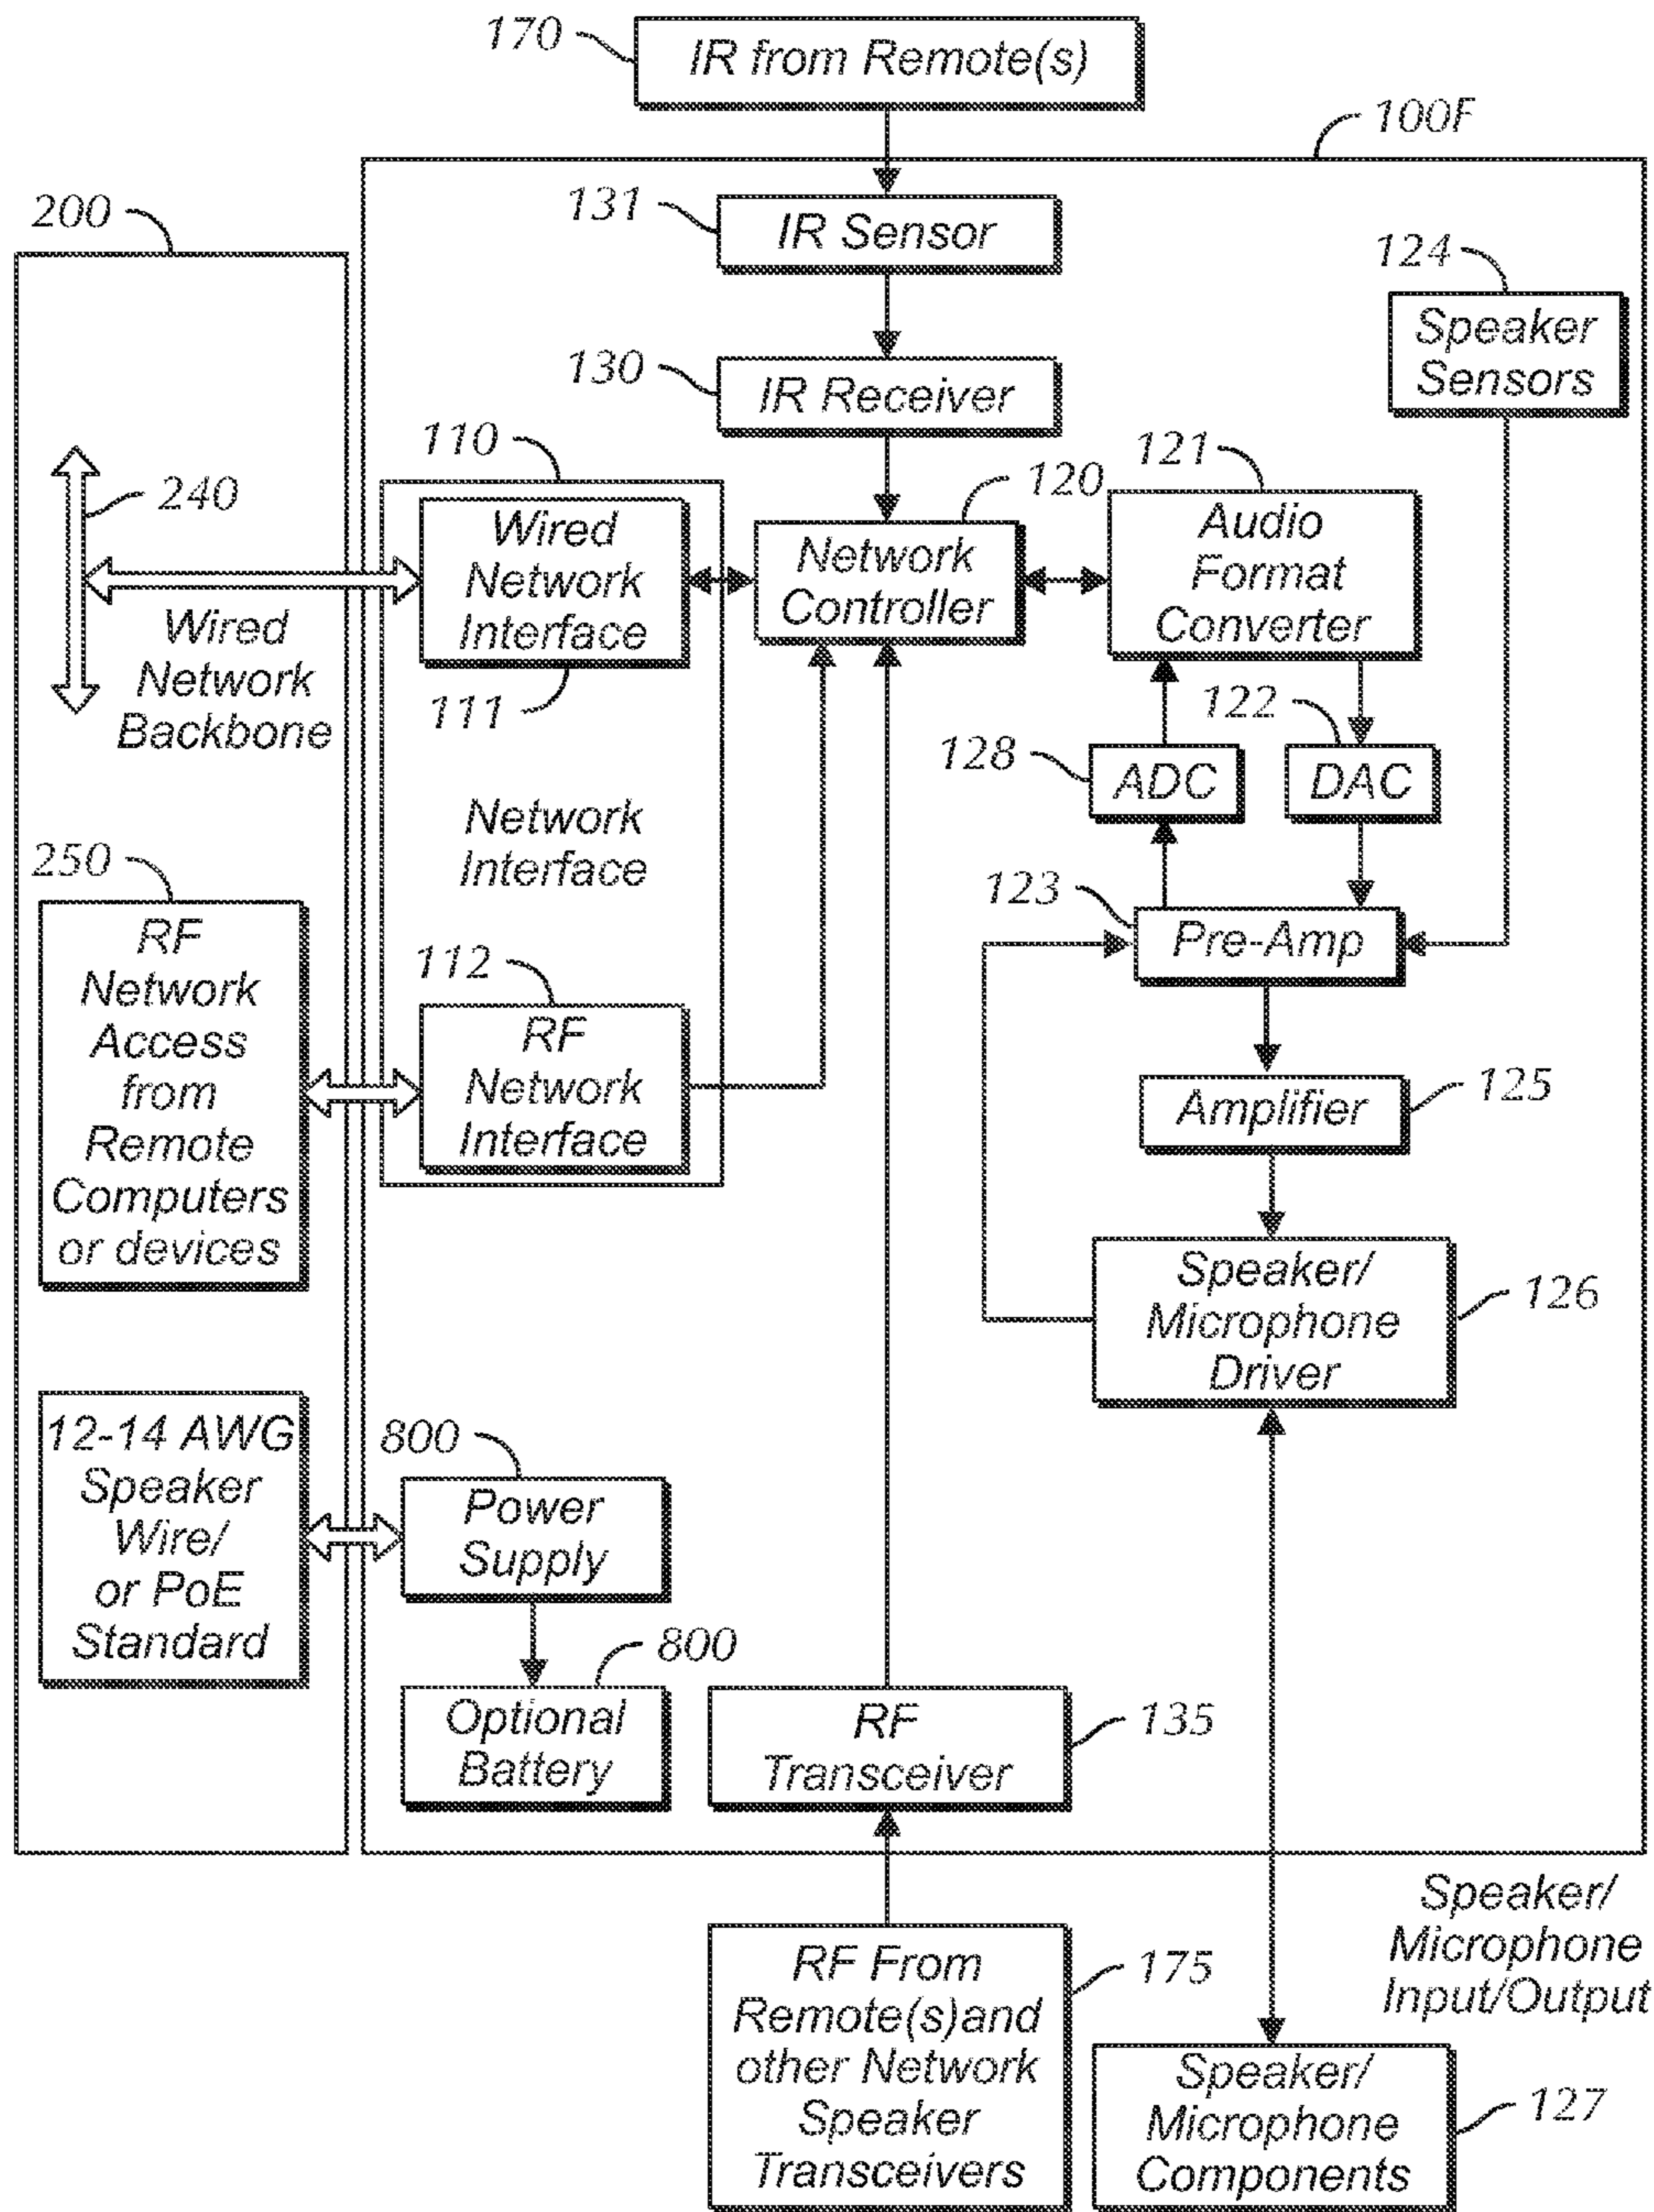 170
IR from Remote(s)
100F
131
IR Sensor
200
124
Speaker
Sensors
130
IR Receiver
110
121
120
240
Wired
Network
Interface
Network
Controller
Audio
Format
Converter
Wired
Network
Backbone
111
122
128
ADC
DAC
Network
Interface
250
RF
Network
Access
from
Remote
Computers
or devices
123
Pre-Amp
112
RF
Network
Interface
Amplifier
125
Speaker/
Microphone
Driver
126
12-14 AWG
Speaker
Wire/
or PoE
Standard
800
Power
Supply
800
Optional
Battery
RF
Transceiver
135
Speaker/
Microphone
Input/Output
RF From
Remote(s)and
other Network
Speaker
Transceivers
175
Speaker/
Microphone
Components
127